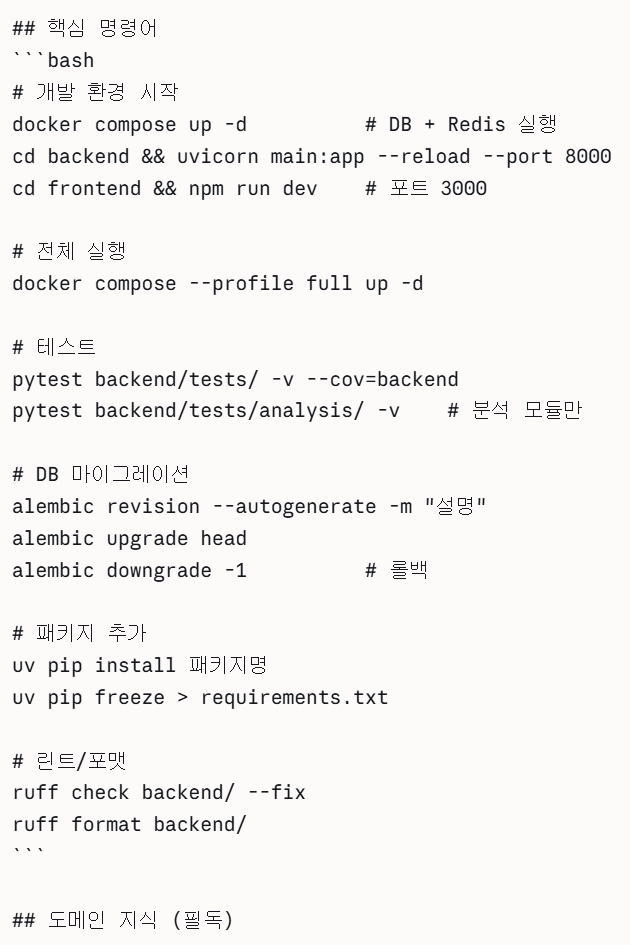 ## 핵심 명령어
```bash
# 개발 환경 시작
docker compose up -d          # DB + Redis 실행
cd backend && uvicorn main:app --reload --port 8000
cd frontend && npm run dev    # 포트 3000

# 전체 실행
docker compose --profile full up -d

# 테스트
pytest backend/tests/ -v --cov=backend
pytest backend/tests/analysis/ -v    # 분석 모듈만

# DB 마이그레이션
alembic revision --autogenerate -m "설명"
alembic upgrade head
alembic downgrade -1          # 롤백

# 패키지 추가
uv pip install 패키지명
uv pip freeze > requirements.txt

# 린트/포맷
ruff check backend/ --fix
ruff format backend/
```

## 도메인 지식 (필독)